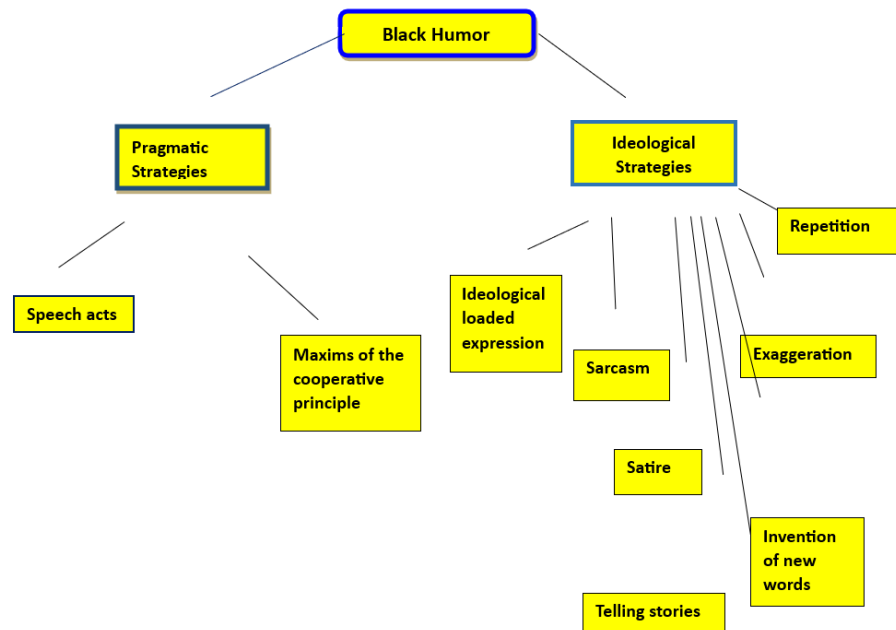 Black Humor
Pragmatic
Strategies
Ideological
Strategies
Repetition
Speech acts
Ideological
loaded
expression
Maxims of the
cooperative
principle
Sarcasm
Exaggeration
Satire
Invention
of new
words
Telling stories